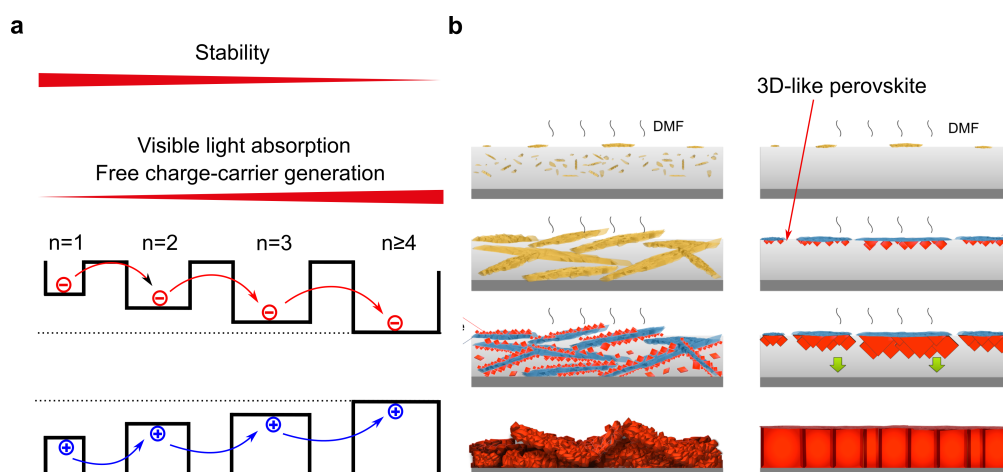 a
Stability
Visible light absorption
Free charge-carrier generation
n=1
n=2
n=3
n≥4
b
3D-like perovskite
DMF
DMF